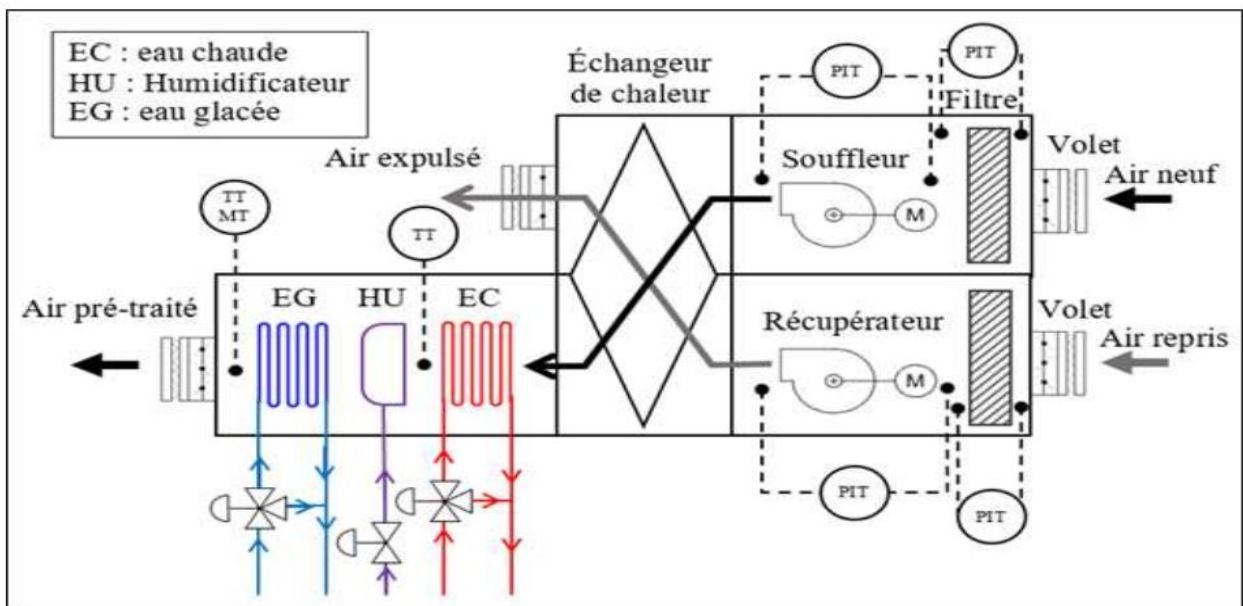 EC : eau chaude
HU : Humidificateur
EG : eau glacée
Échangeur
de chaleur
PIT
PIT
Filtre
Air expulsé
Souffleur
Volet
Air neuf
M
TT
MT
TT
Air pré-traité
EG
HU
EC
Récupérateur
Volet
Air repris
M
PIT
PIT